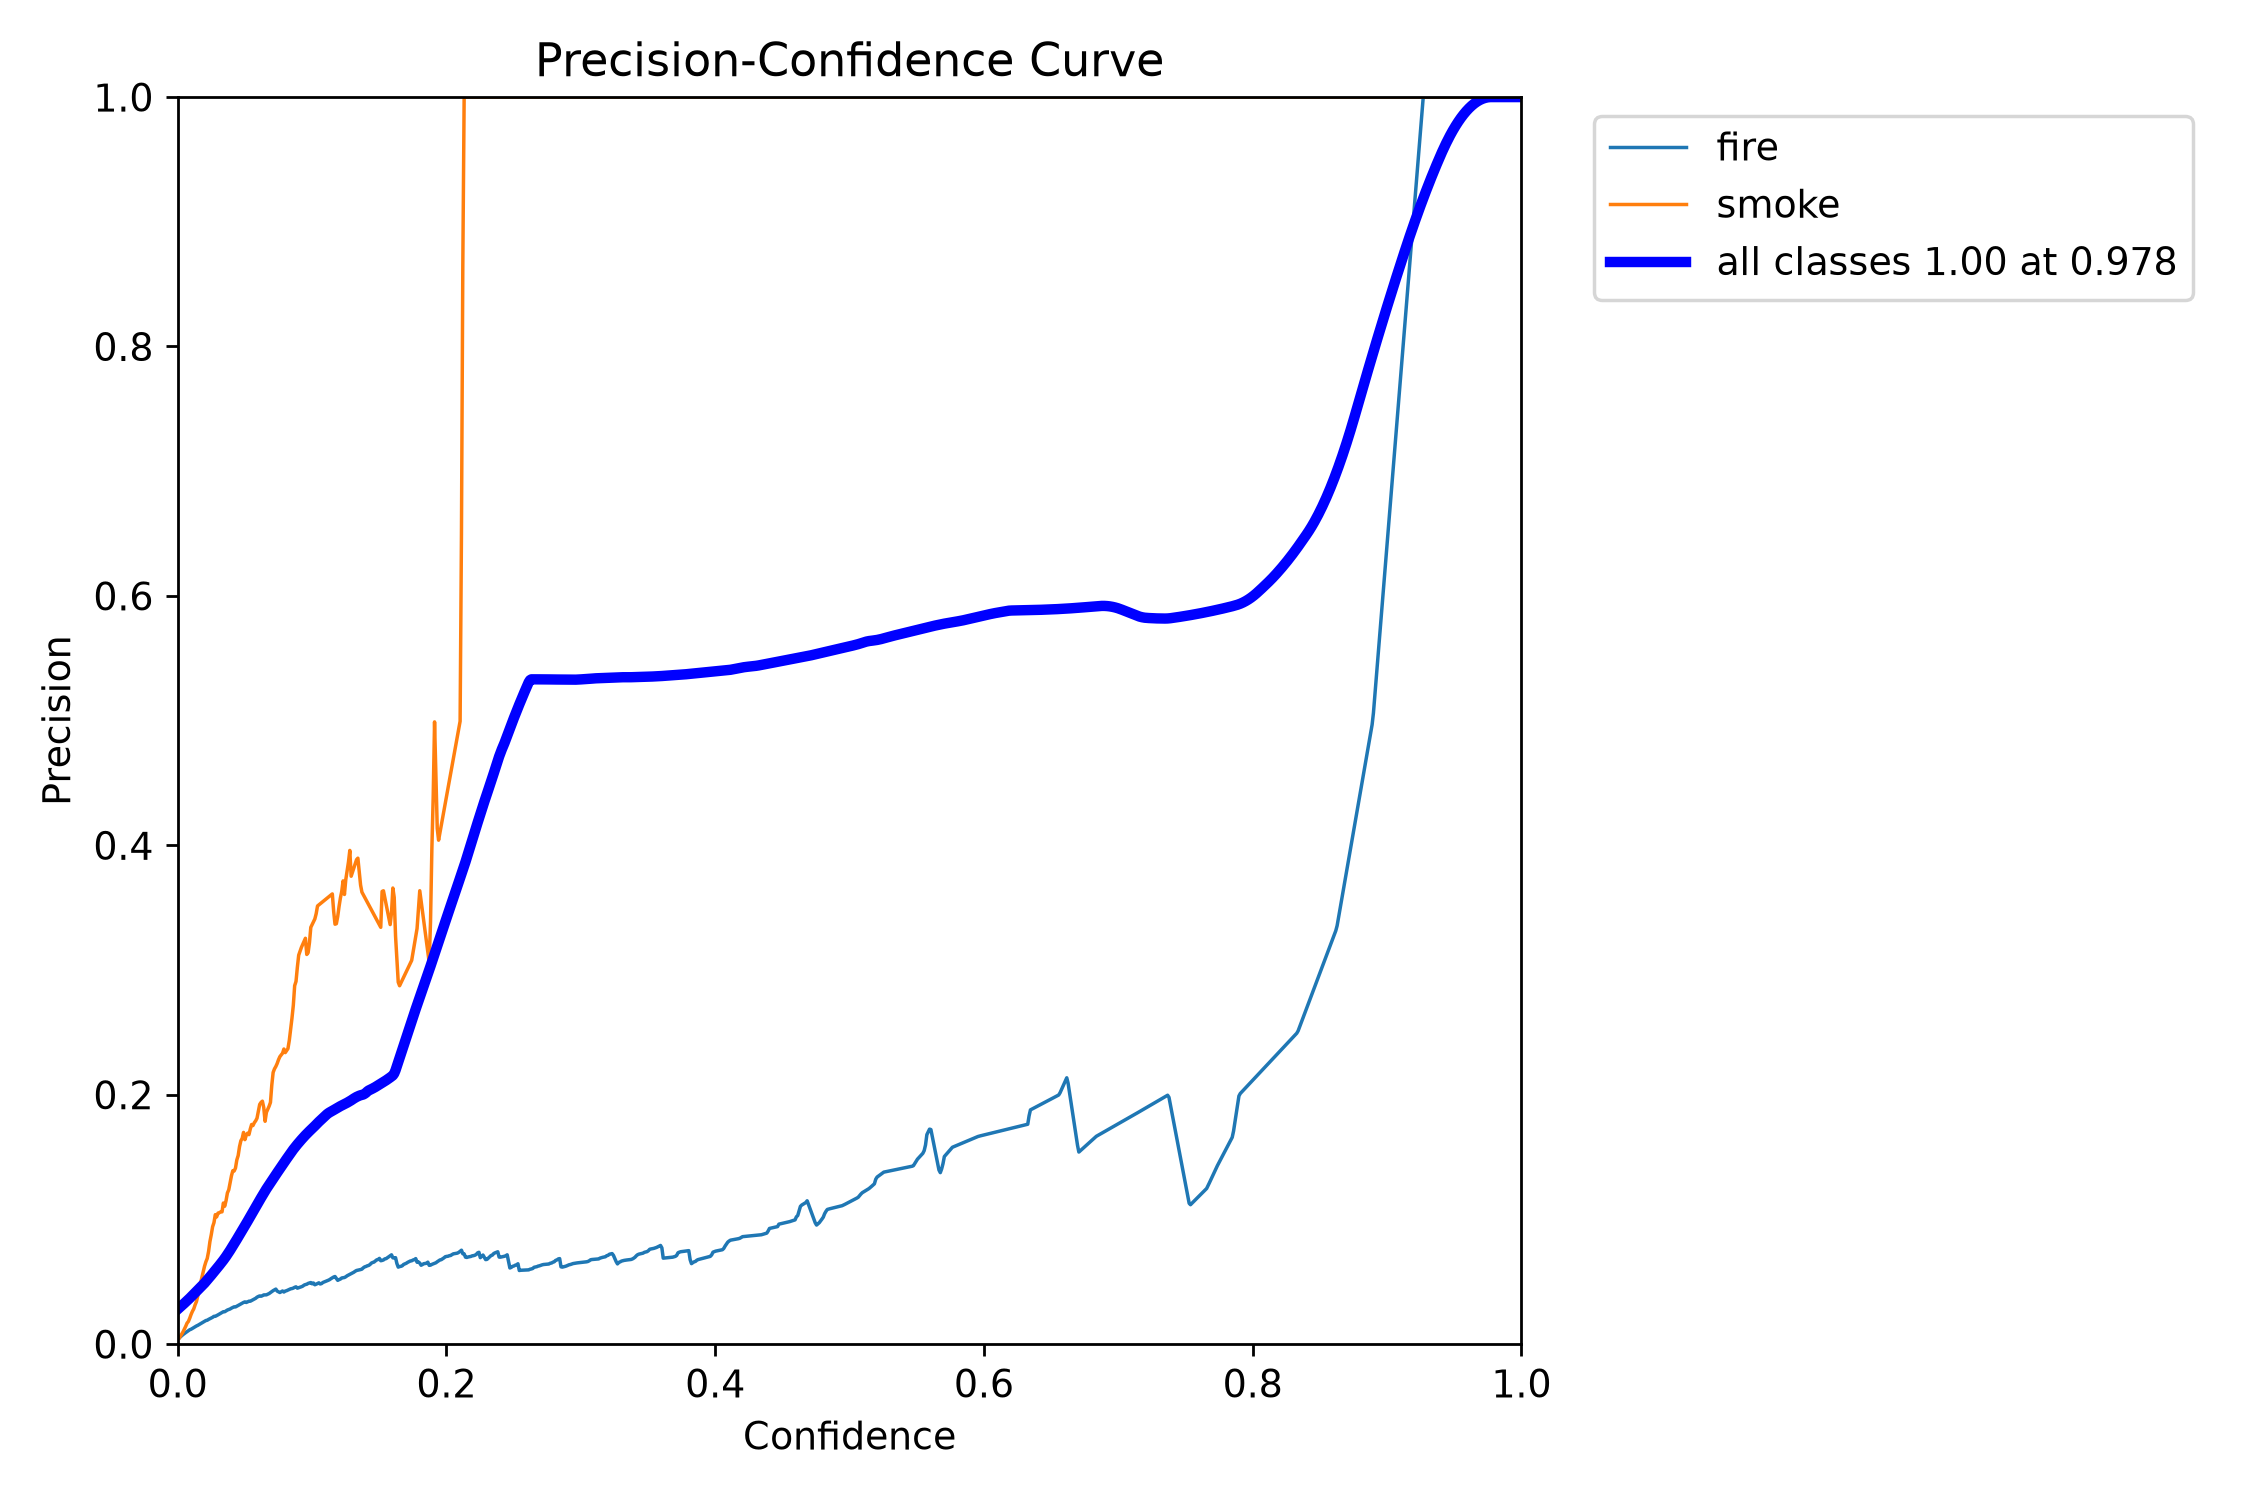 Precision-Confidence Curve
1.0
0.8
0.6
0.4
0.2
0.0
Precision
0.0 0.2 0.4 0.6 0.8 1.0
Confidence
fire
smoke
all classes 1.00 at 0.978